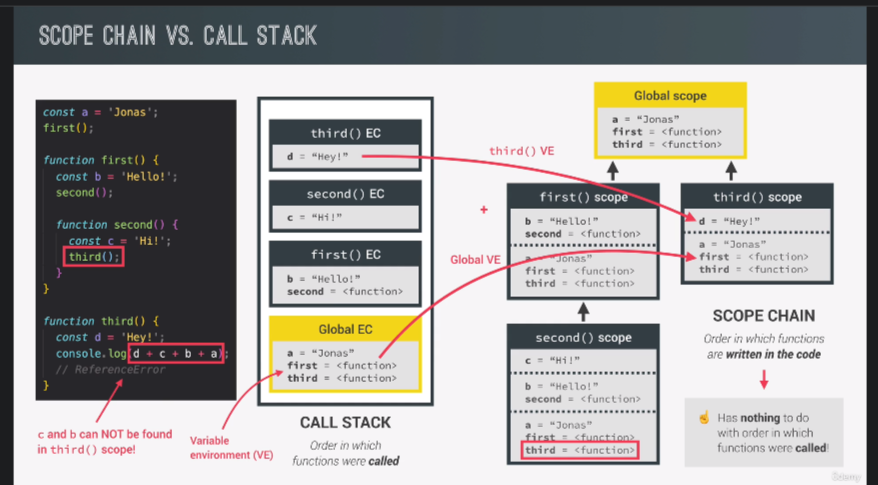 SCOPE CHAIN VS. CALL STACK
const a = 'Jonas';
first();
function first() {
const b = 'Hello!';
second();
function second() {
const c = 'Hi!';
third();
}
}
function third() {
const d = 'Hey!';
console.log(d + c + b + a);
// ReferenceError
}
c and b can NOT be found
in third() scope!
Variable
environment (VE)
third() EC
d = “Hey!”
second() EC
c = “Hi!”
first() EC
b = “Hello!”
second = <function>
Global EC
a = “Jonas”
first = <function>
third = <function>
CALL STACK
Order in which
functions were called
third() VE
+
Global VE
Global scope
a = “Jonas”
first = <function>
third = <function>
first() scope
b = “Hello!”
second = <function>
a = “Jonas”
first = <function>
third = <function>
second() scope
c = “Hi!”
b = “Hello!”
second = <function>
a = “Jonas”
first = <function>
third = <function>
third() scope
d = “Hey!”
a = “Jonas”
first = <function>
third = <function>
SCOPE CHAIN
Order in which functions
are written in the code
☝ Has nothing to do
with order in which
functions were called!
Udemy